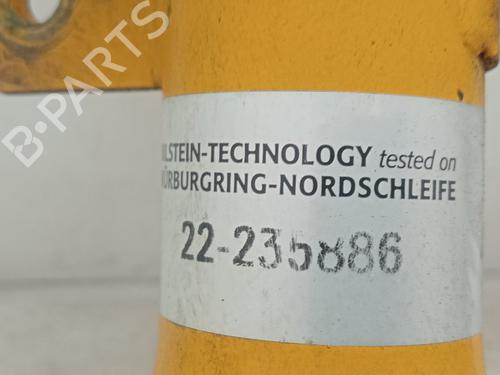 B-PARTS
ILSTEIN-TECHNOLOGY tested on
ÜRBURGRING-NORDSCHLEIFE
22-235886